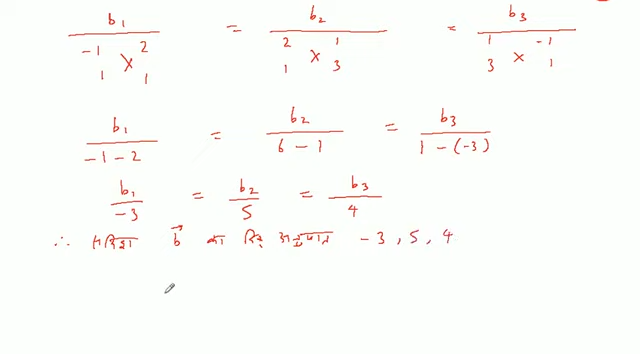 b₁ / (-1 2 × 1 1) = b₂ / (2 1 × 1 3) = b₃ / (1 -1 × 3 1)
b₁ / (-1 - 2) = b₂ / (6 - 1) = b₃ / (1 - (-3))
b₁ / -3 = b₂ / 5 = b₃ / 4
∴ सदिश b⃗ का दिक् अनुपात -3, 5, 4